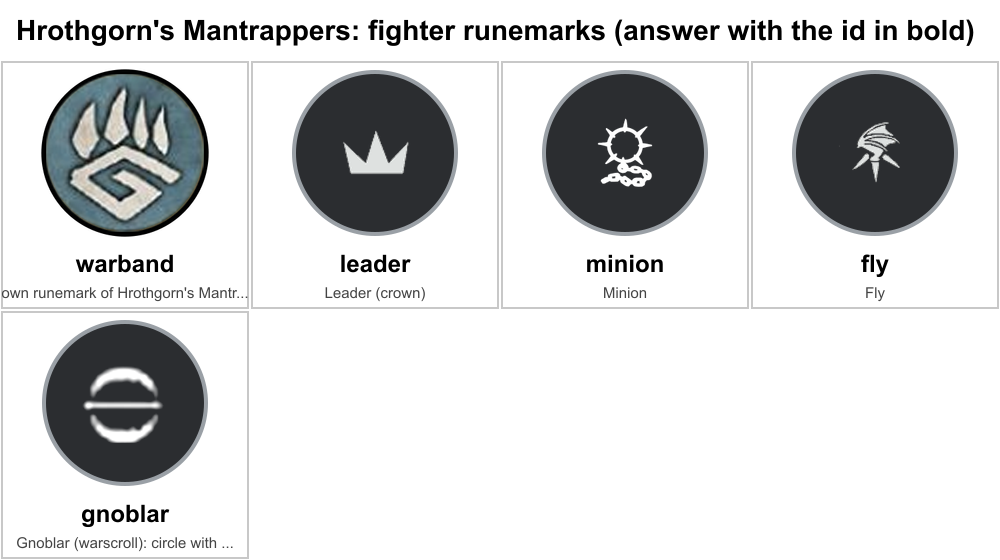 Hrothgorn's Mantrappers: fighter runemarks (answer with the id in bold)
warband
own runemark of Hrothgorn's Mantr...
leader
Leader (crown)
minion
Minion
fly
Fly
gnoblar
Gnoblar (warscroll): circle with ...